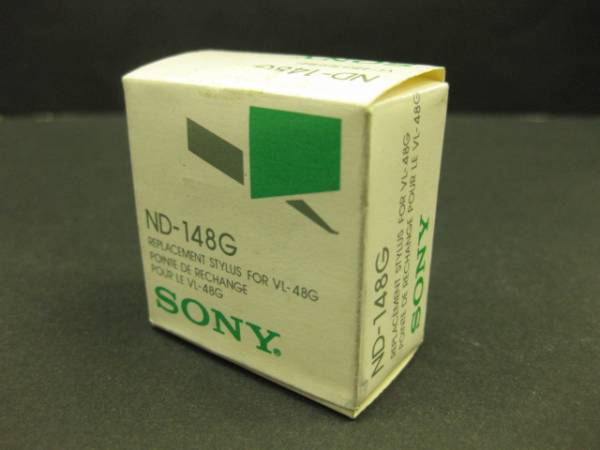 ND-148G
SONY
ND-148G
REPLACEMENT STYLUS FOR VL-48G
POINTE DE RECHANGE
POUR LE VL-48G
SONY.
ND-148G
REPLACEMENT STYLUS FOR VL-48G
POINTE DE RECHANGE POUR LE VL-48G
SONY